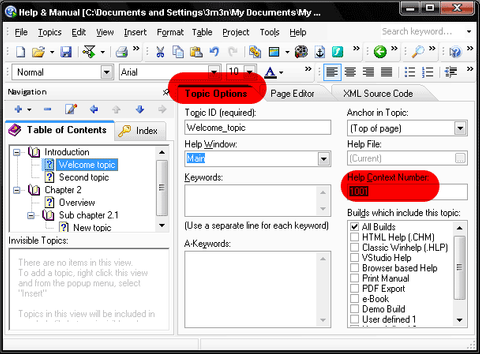 Help & Manual [C:\Documents and Settings\3m3n\My Documents\My ...
File Topics Edit View Insert Format Table Project Tools Help Search keyword...
Normal Arial 10
Navigation
Table of Contents Index
Introduction
Welcome topic
Second topic
Chapter 2
Overview
Sub chapter 2.1
New topic
Invisible Topics:
There are no items in this view.
To add a topic, right click this view
and from the popup menu, select
"Insert"
Topics in this view will be included in
Topic Options Page Editor XML Source Code
Topic ID (required):
Welcome_topic
Help Window:
Main
Keywords:
(Use a separate line for each keyword)
A-Keywords:
Anchor in Topic:
(Top of page)
Help File:
(Current)
Help Context Number:
1001
Builds which include this topic:
All Builds
HTML Help (.CHM)
Classic Winhelp (.HLP)
VStudio Help
Browser based Help
Print Manual
PDF Export
e-Book
Demo Build
User defined 1